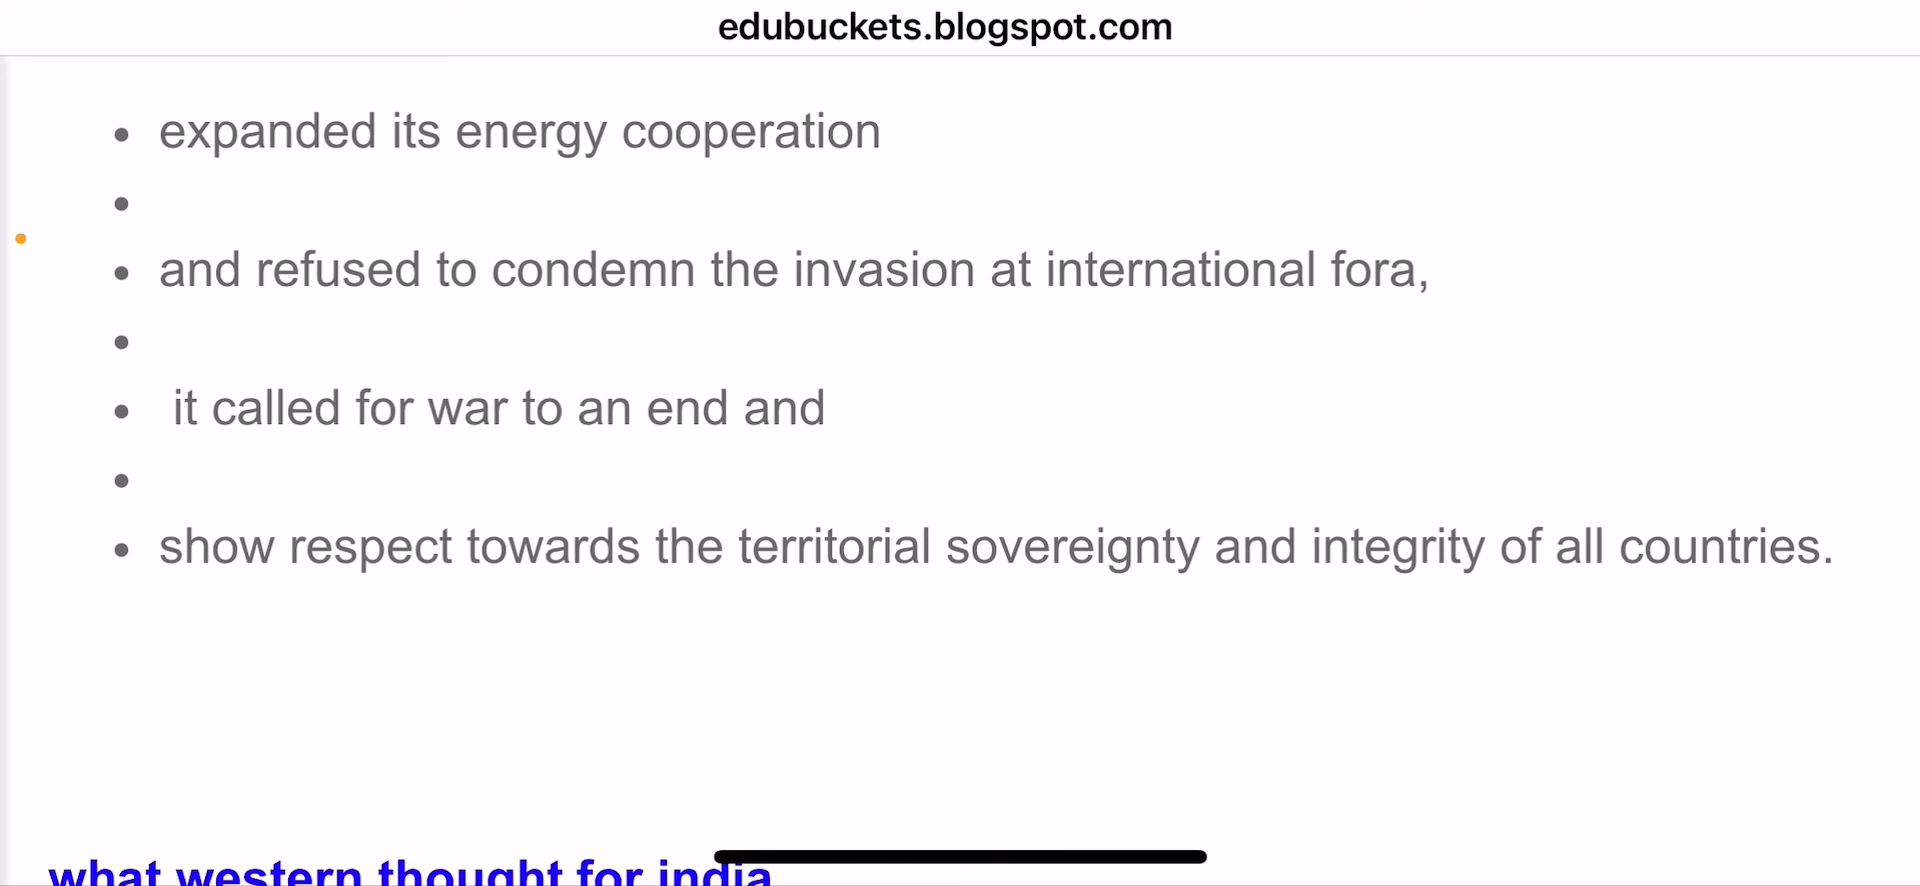 edubuckets.blogspot.com
• expanded its energy cooperation
•
• and refused to condemn the invasion at international fora,
•
• it called for war to an end and
•
• show respect towards the territorial sovereignty and integrity of all countries.
what western thought for india